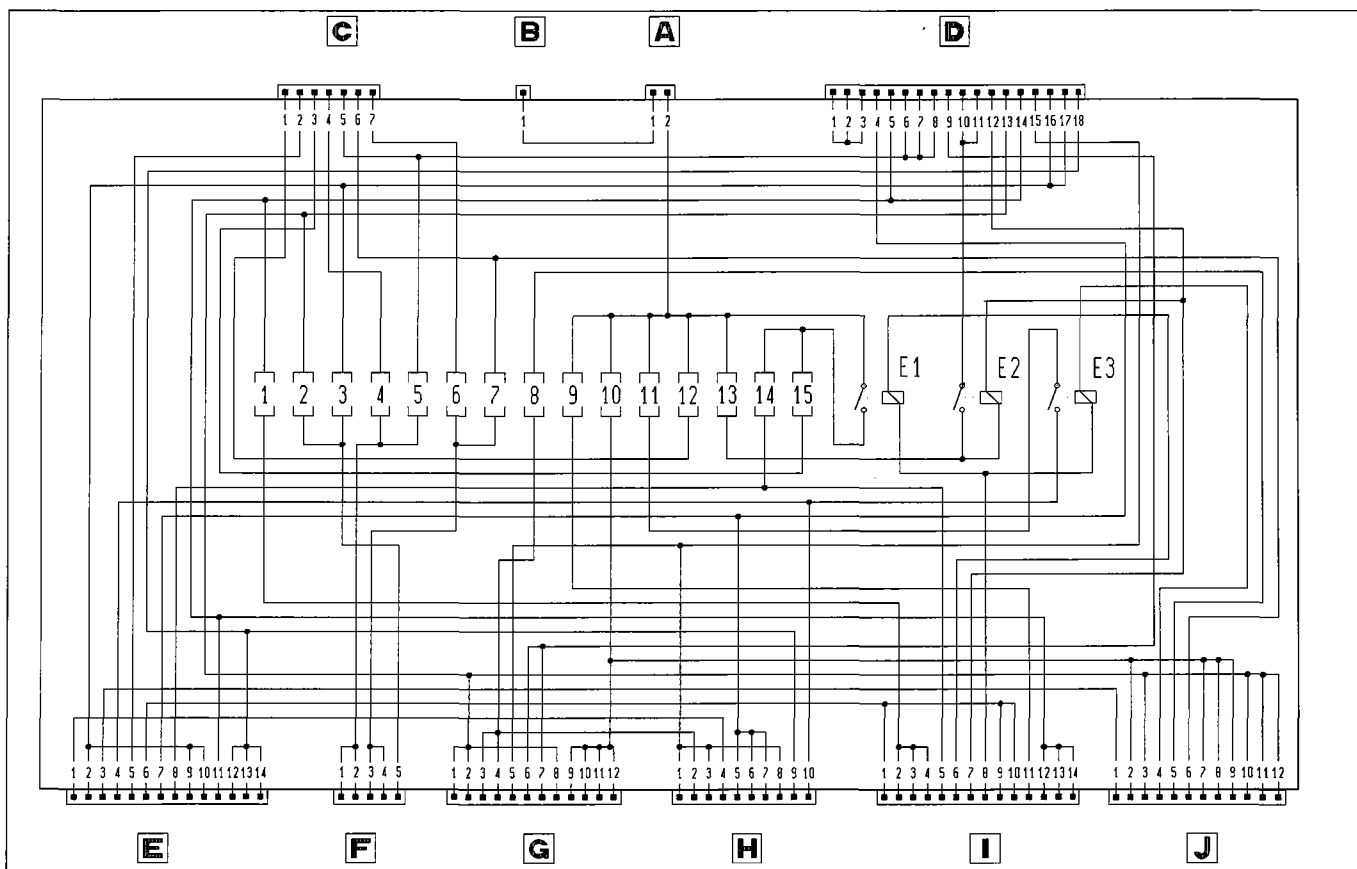 C B A D
1 2 3 4 5 6 7
1
1 2
1 2 3 4 5 6 7 8 9 10 11 12 13 14 15 16 17 18
E1 E2 E3
1 2 3 4 5 6 7 8 9 10 11 12 13 14 15
1 2 3 4 5 6 7 8 9 10 11 12 13 14
1 2 3 4 5
1 2 3 4 5 6 7 8 9 10 11 12
1 2 3 4 5 6 7 8 9 10
1 2 3 4 5 6 7 8 9 10 11 12 13 14
1 2 3 4 5 6 7 8 9 10 11 12
E F G H I J